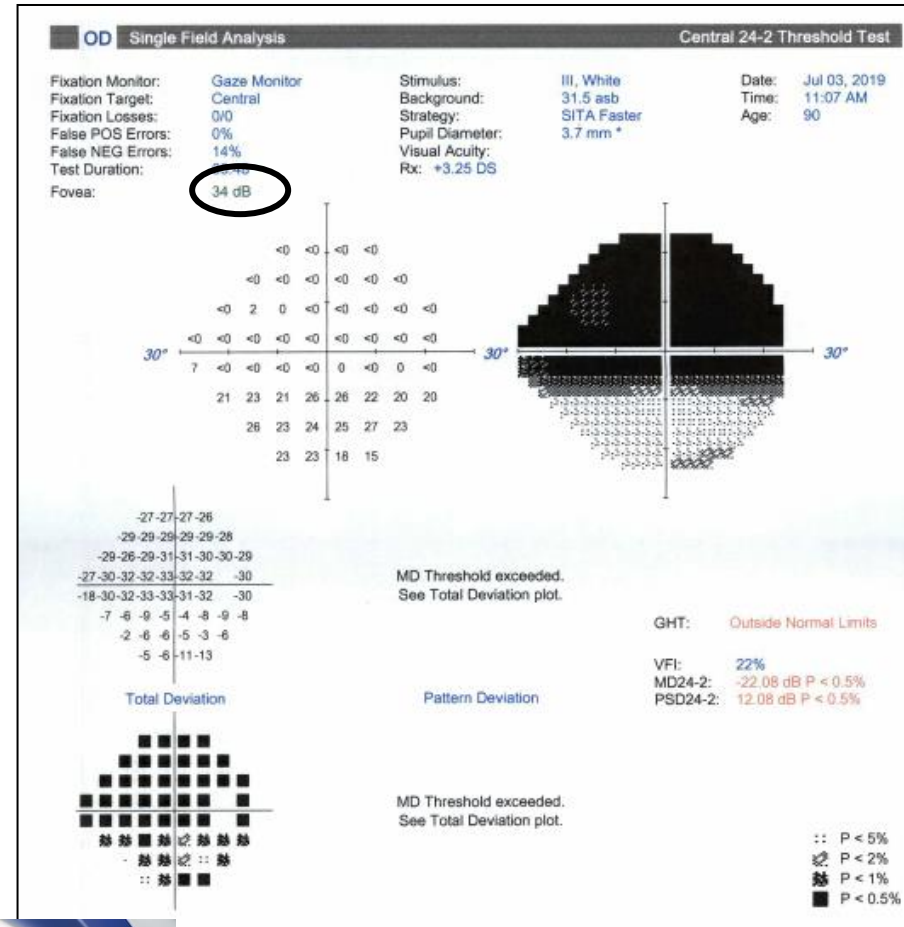 OD Single Field Analysis Central 24-2 Threshold Test
Fixation Monitor: Gaze Monitor Stimulus: III, White Date: Jul 03, 2019
Fixation Target: Central Background: 31.5 asb Time: 11:07 AM
Fixation Losses: 0/0 Strategy: SITA Faster Age: 90
False POS Errors: 0% Pupil Diameter: 3.7 mm *
False NEG Errors: 14% Visual Acuity:
Test Duration: Rx: +3.25 DS
Fovea: 34 dB
<0 <0 <0 <0
<0 <0 <0 <0 <0 <0
<0 2 0 <0 <0 <0 <0 <0
<0 <0 <0 <0 <0 <0 <0 <0 <0
30° 30° 30°
7 <0 <0 <0 <0 0 <0 0 <0
21 23 21 26 26 22 20 20
26 23 24 25 27 23
23 23 18 15
-27 -27 -27 -26
-29 -29 -29 -29 -29 -28
-29 -26 -29 -31 -31 -30 -30 -29
-27 -30 -32 -32 -33 -32 -32 -30
MD Threshold exceeded.
-18 -30 -32 -33 -33 -31 -32 -30
See Total Deviation plot.
-7 -6 -9 -5 -4 -8 -9 -8
GHT: Outside Normal Limits
-2 -6 -6 -5 -3 -6
-5 -6 -11 -13
VFI: 22%
MD24-2: -22.08 dB P < 0.5%
PSD24-2: 12.08 dB P < 0.5%
Total Deviation Pattern Deviation
MD Threshold exceeded.
See Total Deviation plot.
P < 5%
P < 2%
P < 1%
P < 0.5%